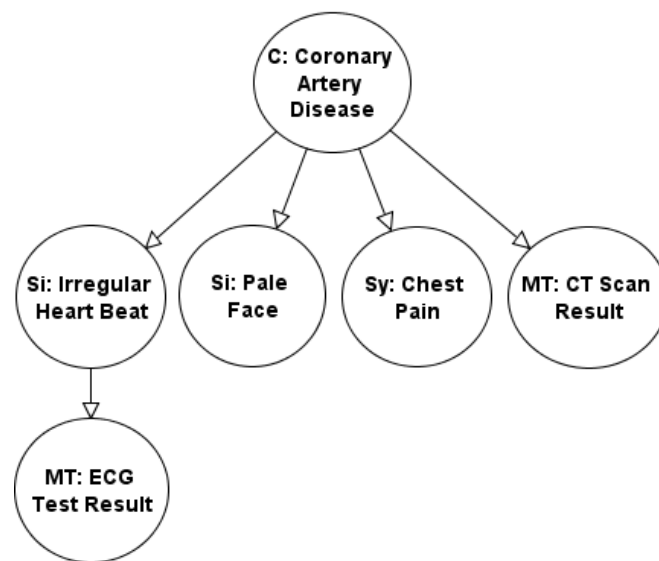 C: Coronary
Artery
Disease
Si: Irregular
Heart Beat
Si: Pale
Face
Sy: Chest
Pain
MT: CT Scan
Result
MT: ECG
Test Result